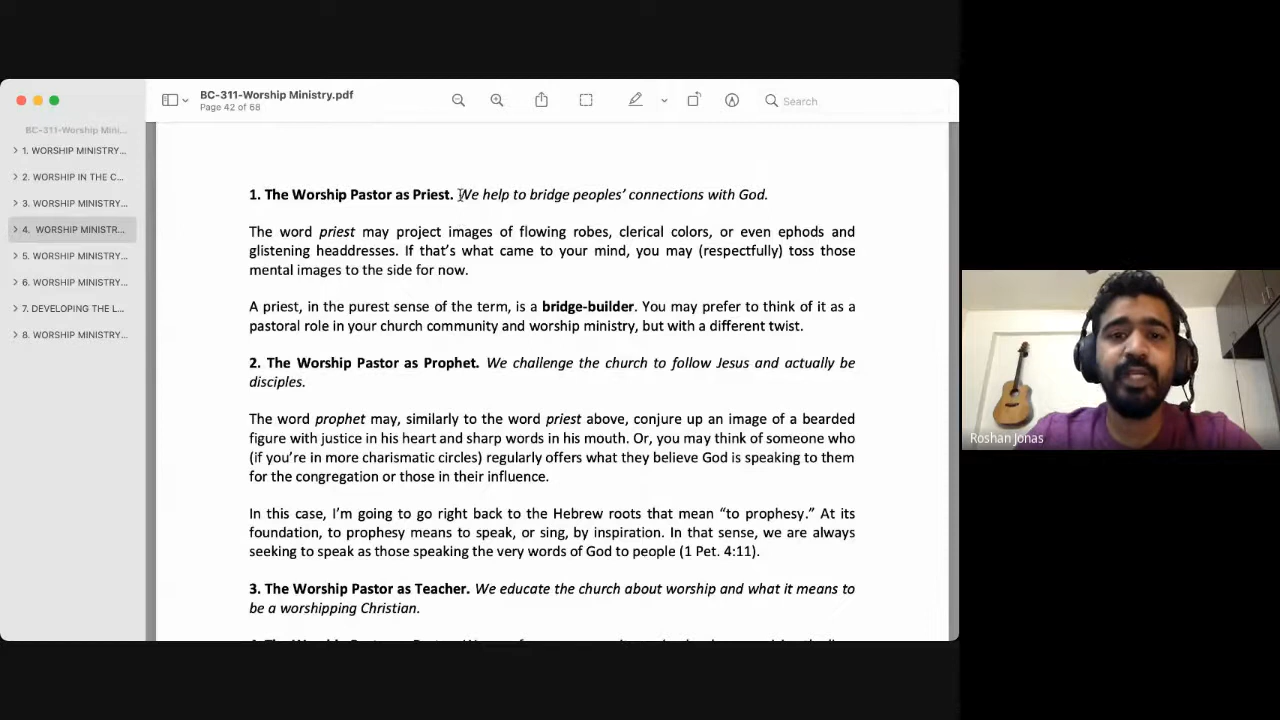 BC-311-Worship Ministry.pdf
Page 42 of 68
Search
BC-311-Worship Mini...
1. WORSHIP MINISTRY...
2. WORSHIP IN THE C...
3. WORSHIP MINISTRY...
4. WORSHIP MINISTR...
5. WORSHIP MINISTRY...
6. WORSHIP MINISTRY...
7. DEVELOPING THE L...
8. WORSHIP MINISTRY...
1. The Worship Pastor as Priest. We help to bridge peoples’ connections with God.
The word priest may project images of flowing robes, clerical colors, or even ephods and
glistening headdresses. If that’s what came to your mind, you may (respectfully) toss those
mental images to the side for now.
A priest, in the purest sense of the term, is a bridge-builder. You may prefer to think of it as a
pastoral role in your church community and worship ministry, but with a different twist.
2. The Worship Pastor as Prophet. We challenge the church to follow Jesus and actually be
disciples.
The word prophet may, similarly to the word priest above, conjure up an image of a bearded
figure with justice in his heart and sharp words in his mouth. Or, you may think of someone who
(if you’re in more charismatic circles) regularly offers what they believe God is speaking to them
for the congregation or those in their influence.
In this case, I’m going to go right back to the Hebrew roots that mean “to prophesy.” At its
foundation, to prophesy means to speak, or sing, by inspiration. In that sense, we are always
seeking to speak as those speaking the very words of God to people (1 Pet. 4:11).
3. The Worship Pastor as Teacher. We educate the church about worship and what it means to
be a worshipping Christian.
Roshan Jonas